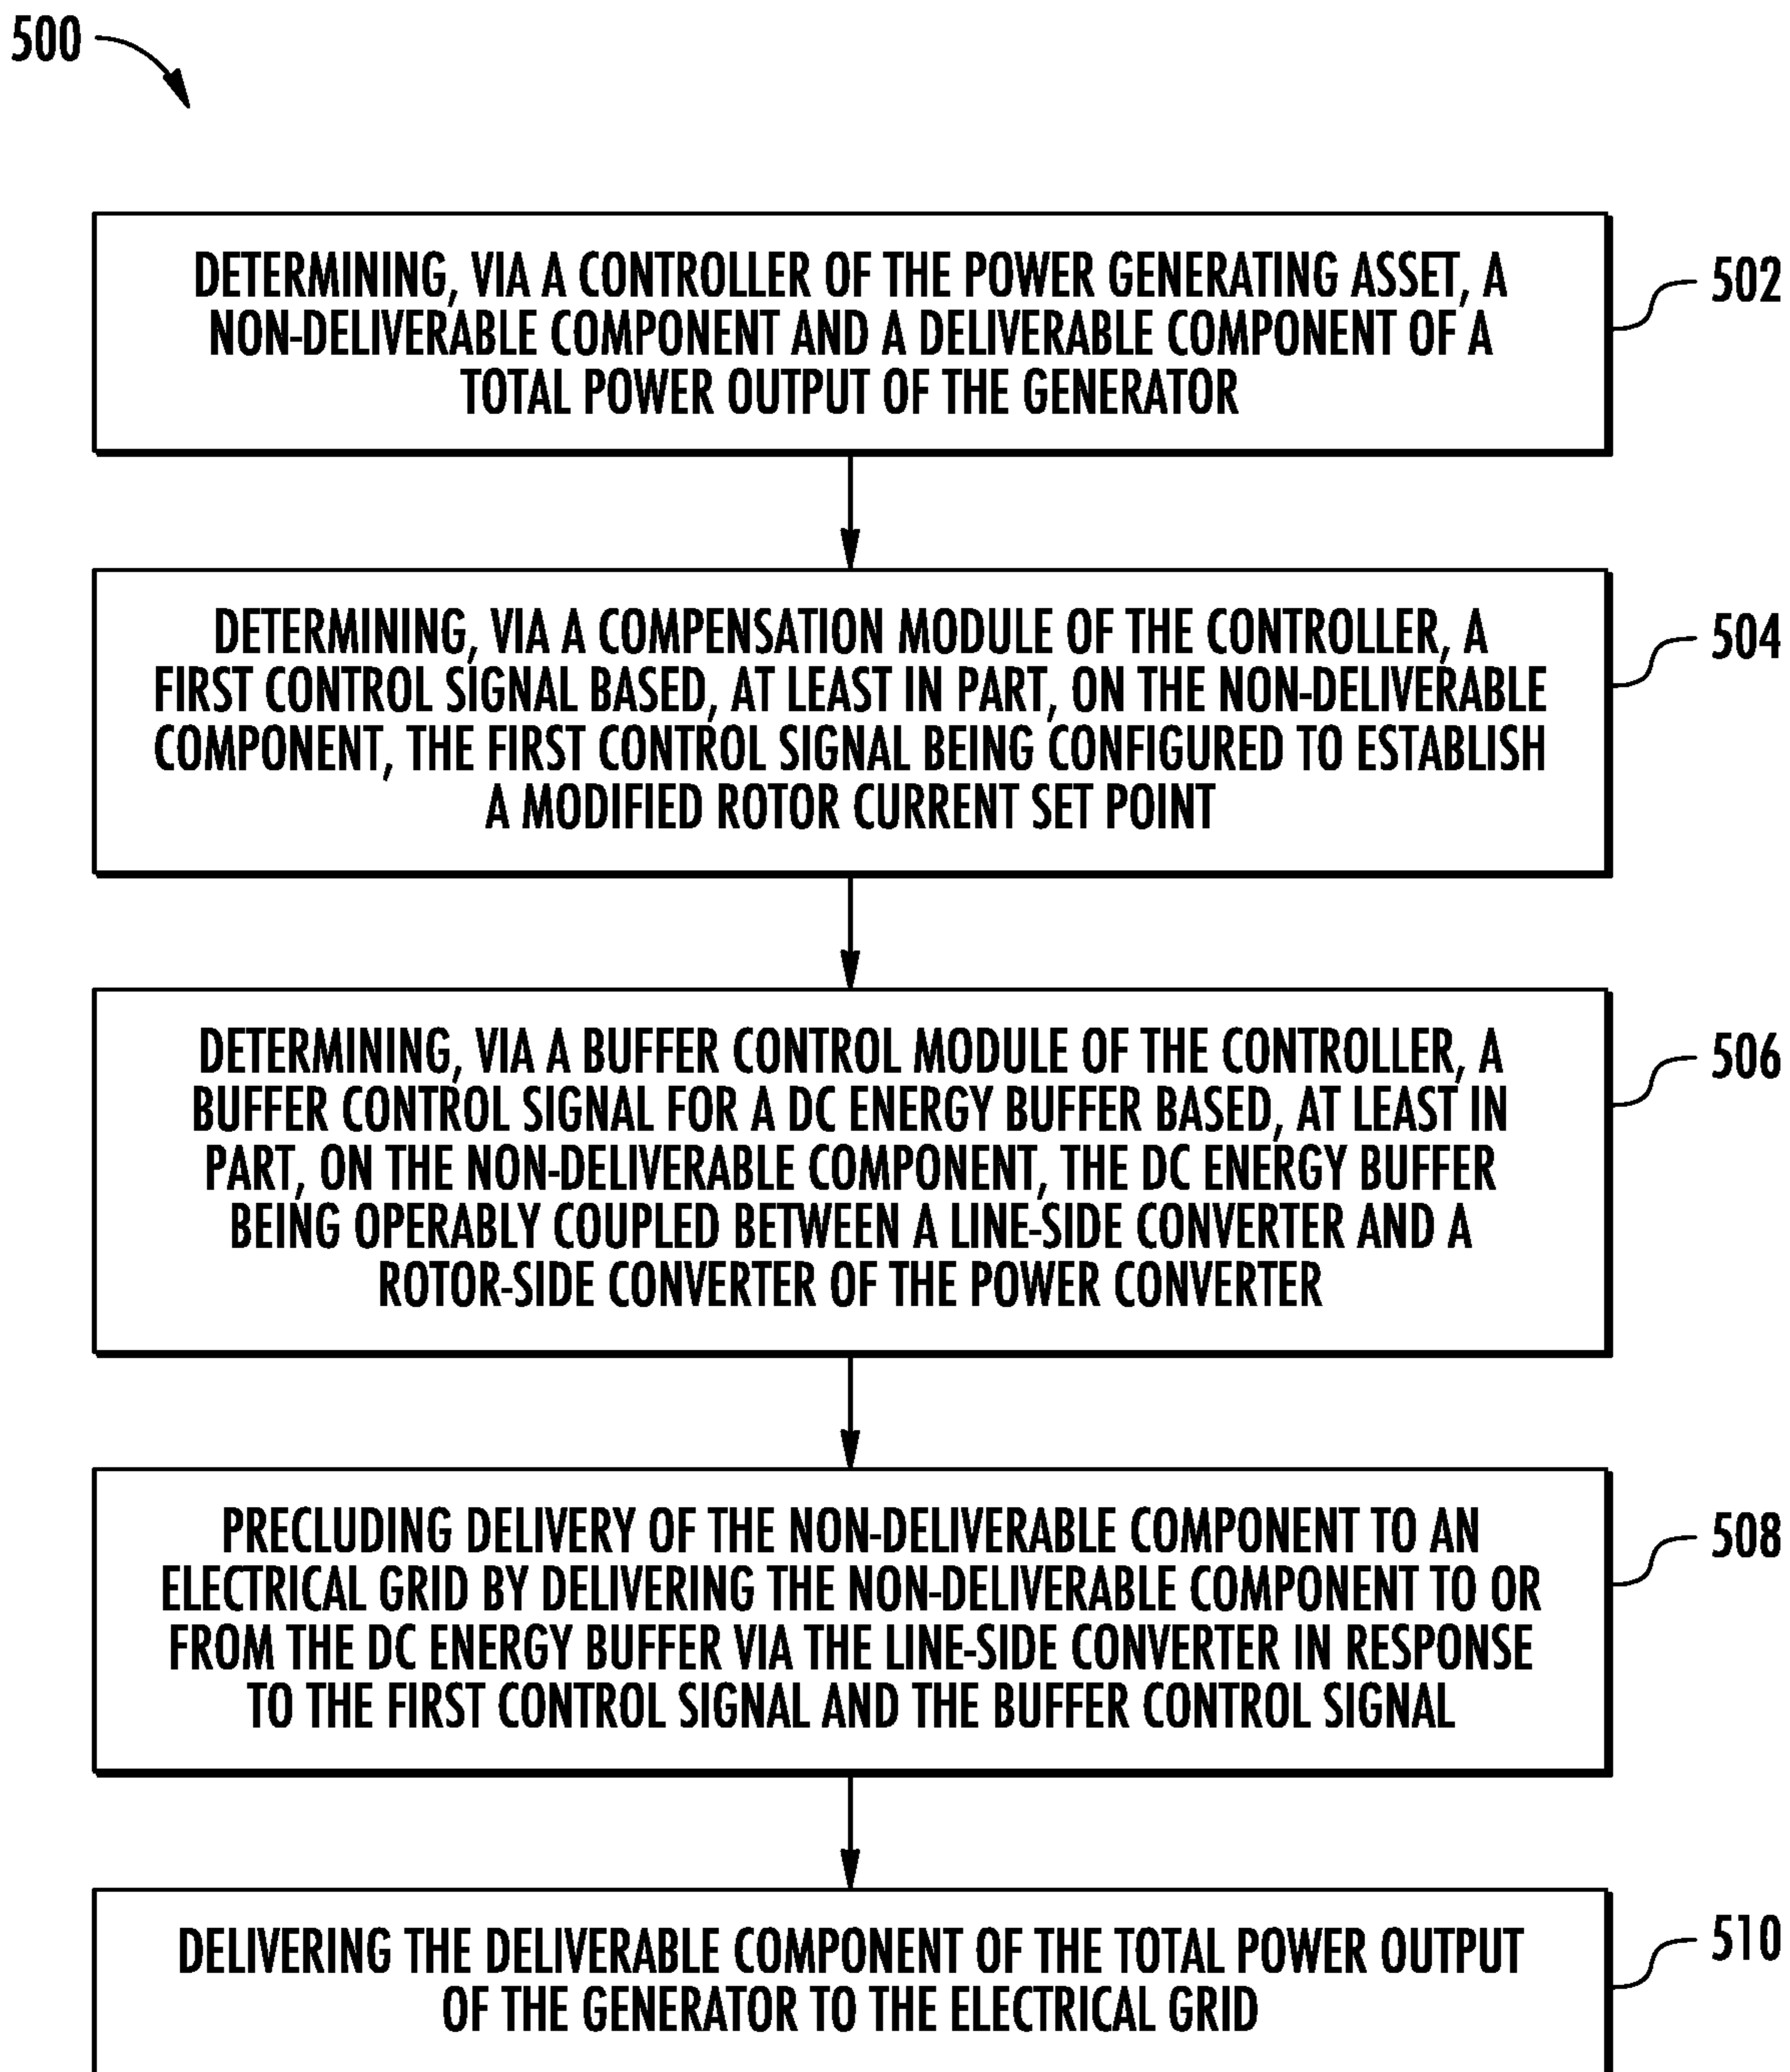 500
DETERMINING, VIA A CONTROLLER OF THE POWER GENERATING ASSET, A
NON-DELIVERABLE COMPONENT AND A DELIVERABLE COMPONENT OF A
TOTAL POWER OUTPUT OF THE GENERATOR
502
DETERMINING, VIA A COMPENSATION MODULE OF THE CONTROLLER, A
FIRST CONTROL SIGNAL BASED, AT LEAST IN PART, ON THE NON-DELIVERABLE
COMPONENT, THE FIRST CONTROL SIGNAL BEING CONFIGURED TO ESTABLISH
A MODIFIED ROTOR CURRENT SET POINT
504
DETERMINING, VIA A BUFFER CONTROL MODULE OF THE CONTROLLER, A
BUFFER CONTROL SIGNAL FOR A DC ENERGY BUFFER BASED, AT LEAST IN
PART, ON THE NON-DELIVERABLE COMPONENT, THE DC ENERGY BUFFER
BEING OPERABLY COUPLED BETWEEN A LINE-SIDE CONVERTER AND A
ROTOR-SIDE CONVERTER OF THE POWER CONVERTER
506
PRECLUDING DELIVERY OF THE NON-DELIVERABLE COMPONENT TO AN
ELECTRICAL GRID BY DELIVERING THE NON-DELIVERABLE COMPONENT TO OR
FROM THE DC ENERGY BUFFER VIA THE LINE-SIDE CONVERTER IN RESPONSE
TO THE FIRST CONTROL SIGNAL AND THE BUFFER CONTROL SIGNAL
508
DELIVERING THE DELIVERABLE COMPONENT OF THE TOTAL POWER OUTPUT
OF THE GENERATOR TO THE ELECTRICAL GRID
510